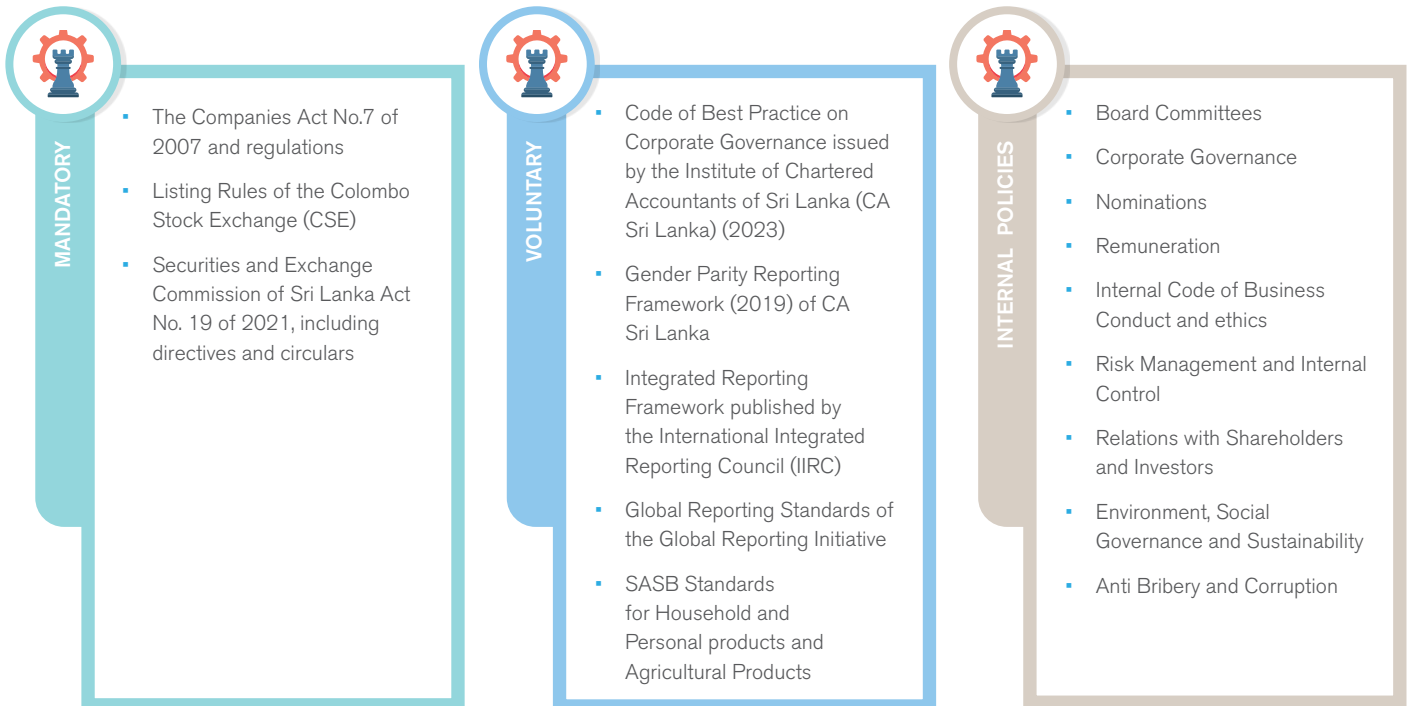 MANDATORY
▪ The Companies Act No.7 of
2007 and regulations
▪ Listing Rules of the Colombo
Stock Exchange (CSE)
▪ Securities and Exchange
Commission of Sri Lanka Act
No. 19 of 2021, including
directives and circulars
VOLUNTARY
▪ Code of Best Practice on
Corporate Governance issued
by the Institute of Chartered
Accountants of Sri Lanka (CA
Sri Lanka) (2023)
▪ Gender Parity Reporting
Framework (2019) of CA
Sri Lanka
▪ Integrated Reporting
Framework published by
the International Integrated
Reporting Council (IIRC)
▪ Global Reporting Standards of
the Global Reporting Initiative
▪ SASB Standards
for Household and
Personal products and
Agricultural Products
INTERNAL POLICIES
▪ Board Committees
▪ Corporate Governance
▪ Nominations
▪ Remuneration
▪ Internal Code of Business
Conduct and ethics
▪ Risk Management and Internal
Control
▪ Relations with Shareholders
and Investors
▪ Environment, Social
Governance and Sustainability
▪ Anti Bribery and Corruption